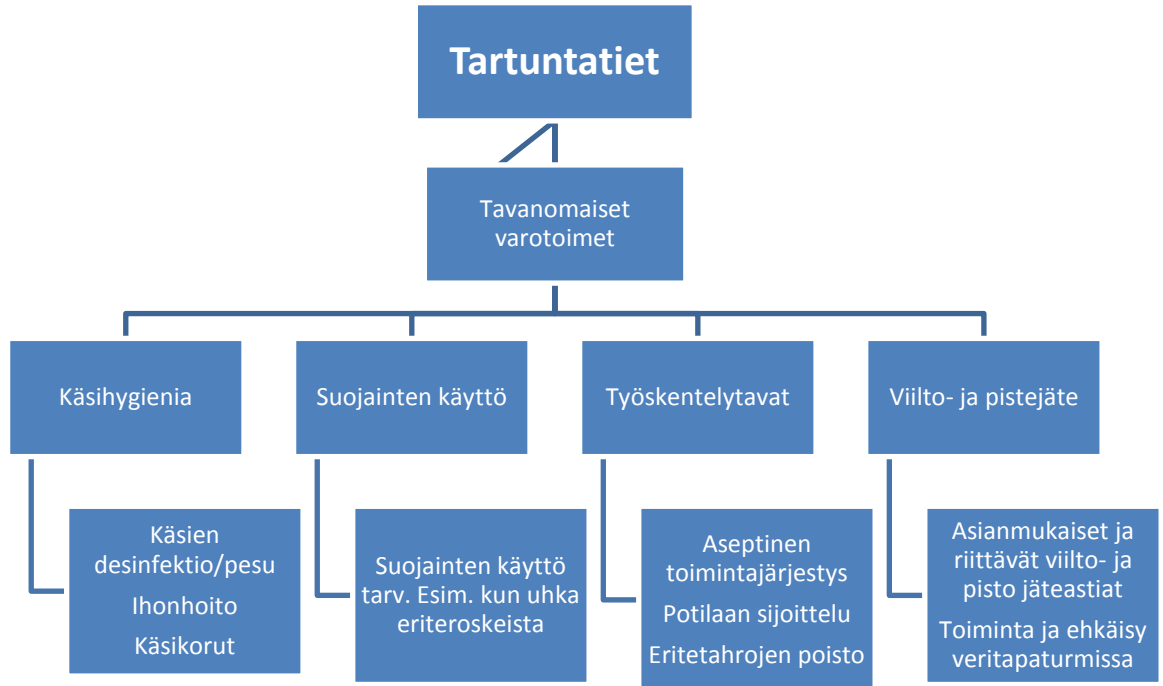 Tartuntatiet
Tavanomaiset
varotoimet
Käsihygienia
Suojainten käyttö
Työskentelytavat
Viilto- ja pistejäte
Käsien
desinfektio/pesu
Ihonhoito
Käsikorut
Suojainten käyttö
tarv. Esim. kun uhka
eriteroskeista
Aseptinen
toimintajärjestys
Potilaan sijoittelu
Eritetahrojen poisto
Asianmukaiset ja
riittävät viilto- ja
pisto jäteastiat
Toiminta ja ehkäisy
veritapaturmissa